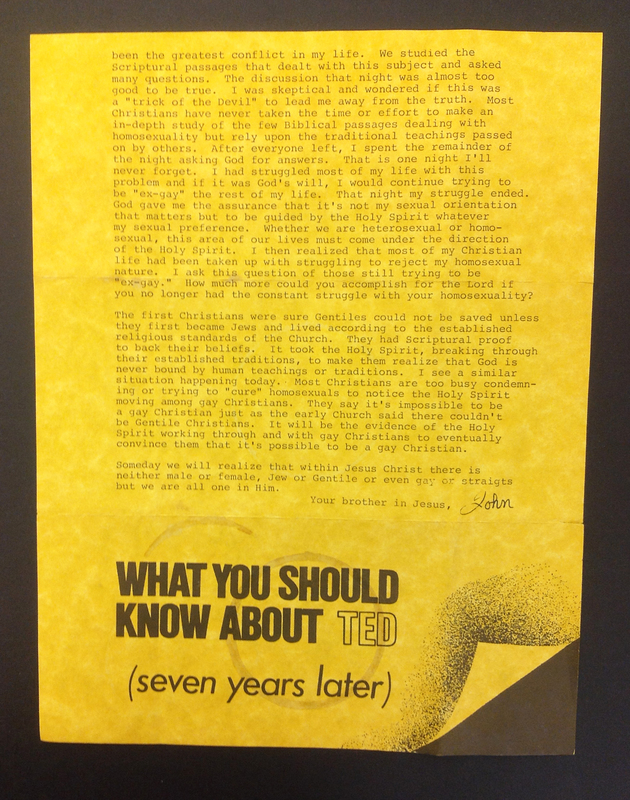 been the greatest conflict in my life.  We studied the
Scriptural passages that dealt with this subject and asked
many questions.  The discussion that night was almost too
good to be true.  I was skeptical and wondered if this was
a "trick of the Devil" to lead me away from the truth.  Most
Christians have never taken the time or effort to make an
in-depth study of the few Biblical passages dealing with
homosexuality but rely upon the traditional teachings passed
on by others.  After everyone left, I spent the remainder of
the night asking God for answers.  That is one night I'll
never forget.  I had struggled most of my life with this
problem and if it was God's will, I would continue trying to
be "ex-gay" the rest of my life.  That night my struggle ended.
God gave me the assurance that it's not my sexual orientation
that matters but to be guided by the Holy Spirit whatever
my sexual preference.  Whether we are heterosexual or homo-
sexual, this area of our lives must come under the direction
of the Holy Spirit.  I then realized that most of my Christian
life had been taken up with struggling to reject my homosexual
nature.  I ask this question of those still trying to be
"ex-gay."  How much more could you accomplish for the Lord if
you no longer had the constant struggle with your homosexuality?
The first Christians were sure Gentiles could not be saved unless
they first became Jews and lived according to the established
religious standards of the Church.  They had Scriptural proof
to back their beliefs.  It took the Holy Spirit, breaking through
their established traditions, to make them realize that God is
never bound by human teachings or traditions.  I see a similar
situation happening today.  Most Christians are too busy condemn-
ing or trying to "cure" homosexuals to notice the Holy Spirit
moving among gay Christians.  They say it's impossible to be
a gay Christian just as the early Church said there couldn't
be Gentile Christians.  It will be the evidence of the Holy
Spirit working through and with gay Christians to eventually
convince them that it's possible to be a gay Christian.
Someday we will realize that within Jesus Christ there is
neither male or female, Jew or Gentile or even gay or straigts
but we are all one in Him.
Your brother in Jesus, John
WHAT YOU SHOULD
KNOW ABOUT TED
(seven years later)